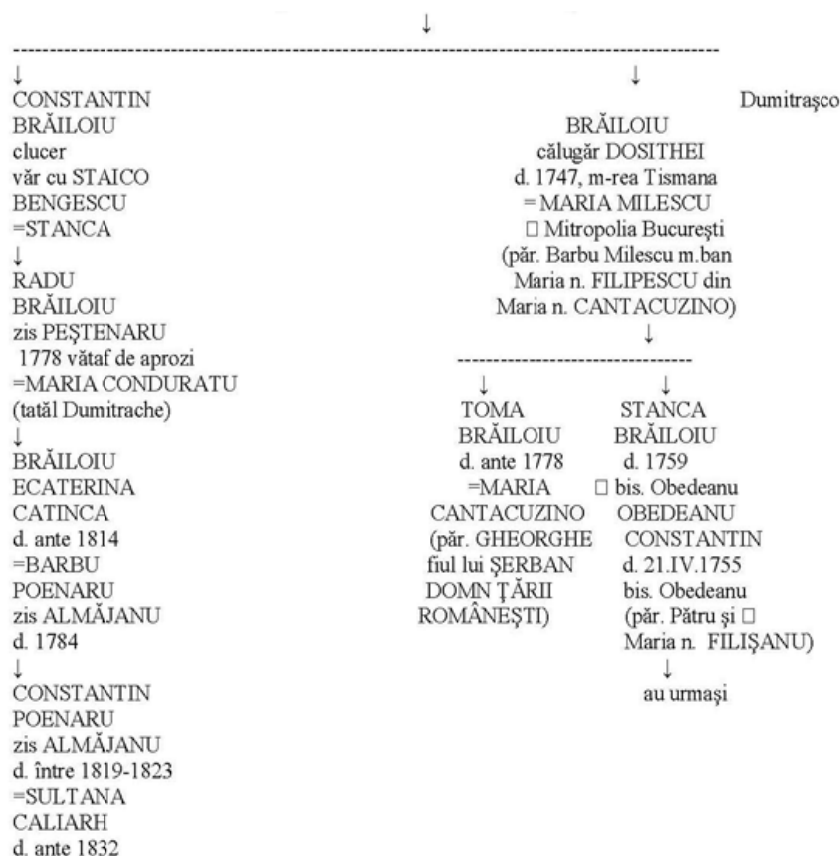 ↓
------------------------------------------------------------------------------------------------
↓
CONSTANTIN
BRĂILOIU
clucer
văr cu STAICO
BENGESCU
=STANCA
↓
RADU
BRĂILOIU
zis PEŞTENARU
1778 vătaf de aprozi
=MARIA CONDURATU
(tatăl Dumitrache)
↓
BRĂILOIU
ECATERINA
CATINCA
d. ante 1814
=BARBU
POENARU
zis ALMĂJANU
d. 1784
↓
CONSTANTIN
POENARU
zis ALMĂJANU
d. între 1819-1823
=SULTANA
CALIARH
d. ante 1832
↓
Dumitraşco
BRĂILOIU
călugăr DOSITHEI
d. 1747, m-rea Tismana
=MARIA MILESCU
□ Mitropolia Bucureşti
(păr. Barbu Milescu m.ban
Maria n. FILIPESCU din
Maria n. CANTACUZINO)
↓
--------------------------------
↓
TOMA
BRĂILOIU
d. ante 1778
=MARIA
CANTACUZINO
(păr. GHEORGHE
fiul lui ŞERBAN
DOMN ŢĂRII
ROMÂNEŞTI)
↓
STANCA
BRĂILOIU
d. 1759
□ bis. Obedeanu
OBEDEANU
CONSTANTIN
d. 21.IV.1755
bis. Obedeanu
(păr. Pătru şi □
Maria n. FILIŞANU)
↓
au urmaşi